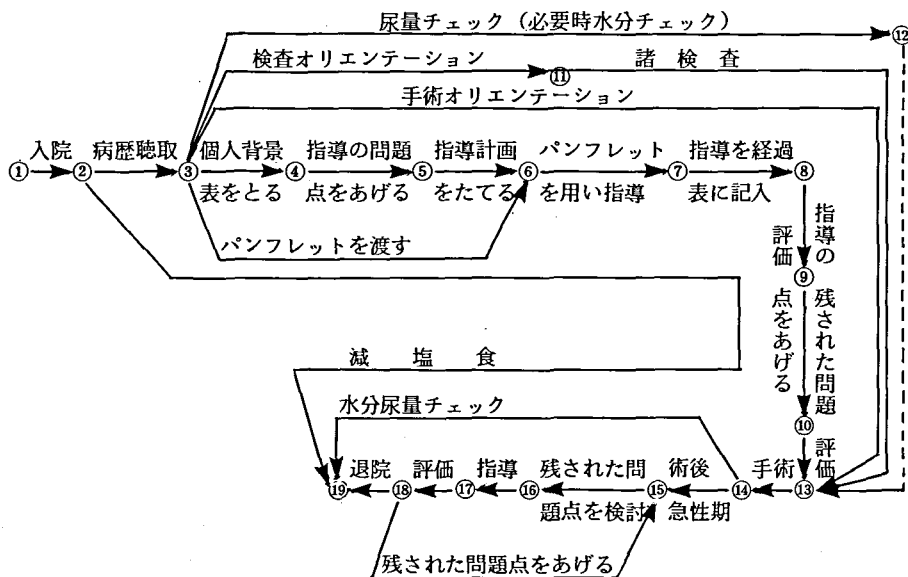 尿量チェック（必要時水分チェック） ⑫
検査オリエンテーション ⑪ 諸検査
手術オリエンテーション
① 入院 ② 病歴聴取 ③ 個人背景 ④ 指導の問題 ⑤ 指導計画 ⑥ パンフレット ⑦ 指導を経過 ⑧
表をとる 点をあげる をたてる を用い指導 表に記入
パンフレットを渡す
指導の
評価
⑨
残された問題
点をあげる
⑩
評価
減塩食
水分尿量チェック
⑲ 退院 ⑱ 評価 ⑰ 指導 ⑯ 残された問 ⑮ 術後 ⑭ 手術 ⑬
題点を検討 急性期
残された問題点をあげる